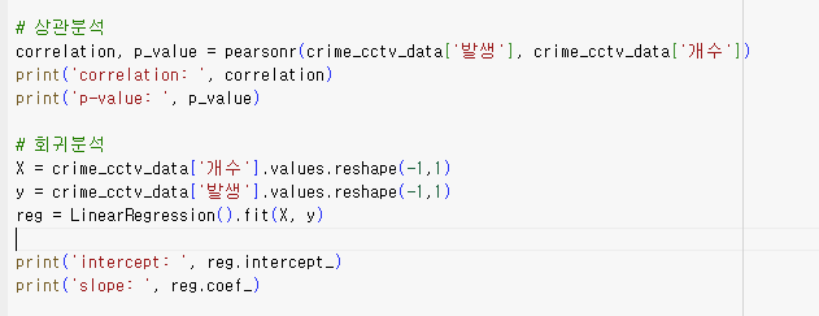 # 상관분석
correlation, p_value = pearsonr(crime_cctv_data['발생'], crime_cctv_data['개수'])
print('correlation: ', correlation)
print('p-value: ', p_value)
# 회귀분석
X = crime_cctv_data['개수'].values.reshape(-1,1)
y = crime_cctv_data['발생'].values.reshape(-1,1)
reg = LinearRegression().fit(X, y)
print('intercept: ', reg.intercept_)
print('slope: ', reg.coef_)